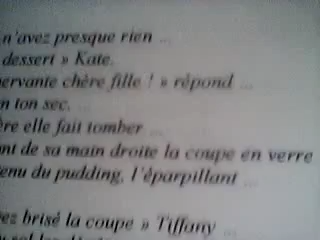 n'avez presque rien ...
dessert » Kate.
ervante chère fille ! » répond ...
n ton sec. ...
ère elle fait tomber ...
nt de sa main droite la coupe en verre
enu du pudding, l'éparpillant ...
ez brisé la coupe » Tiffany ...